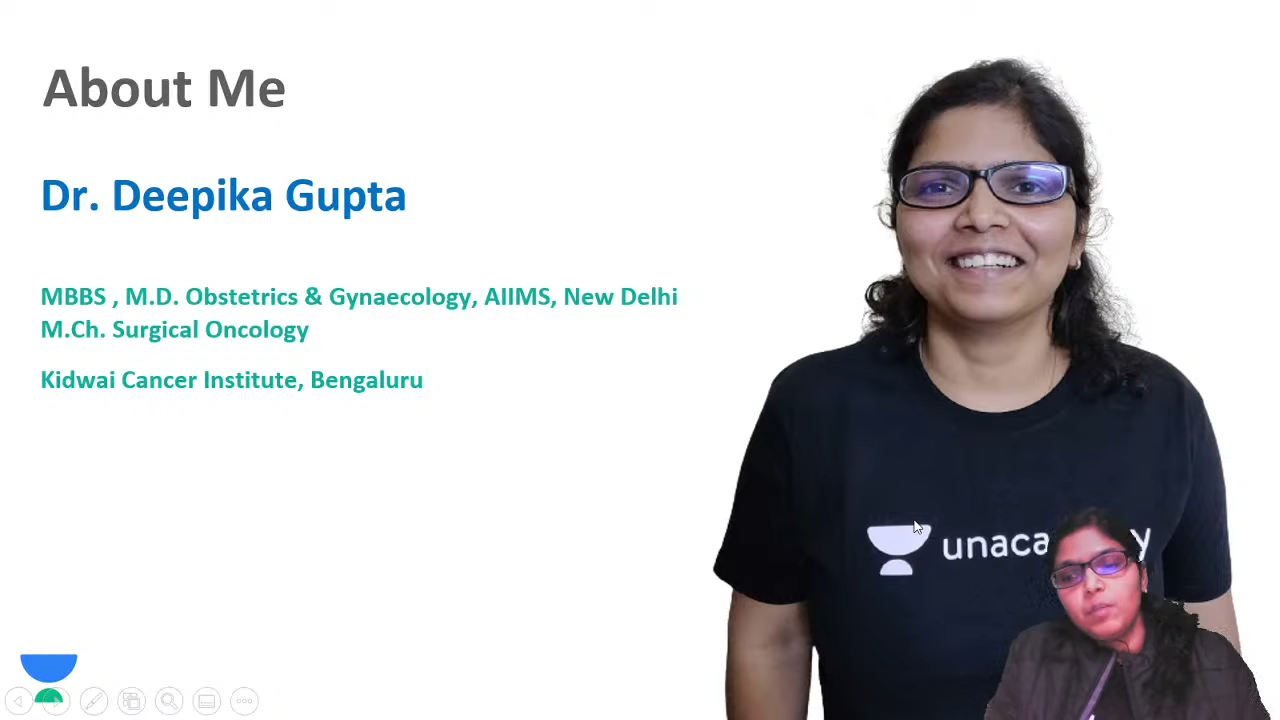 About Me
Dr. Deepika Gupta
MBBS , M.D. Obstetrics & Gynaecology, AIIMS, New Delhi
M.Ch. Surgical Oncology
Kidwai Cancer Institute, Bengaluru